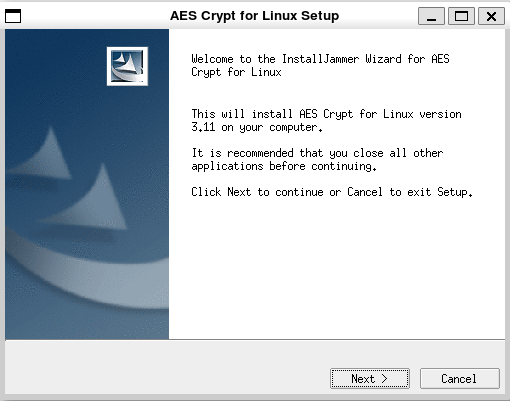 AES Crypt for Linux Setup
Welcome to the InstallJammer Wizard for AES
Crypt for Linux
This will install AES Crypt for Linux version
3.11 on your computer.
It is recommended that you close all other
applications before continuing.
Click Next to continue or Cancel to exit Setup.
Next >
Cancel